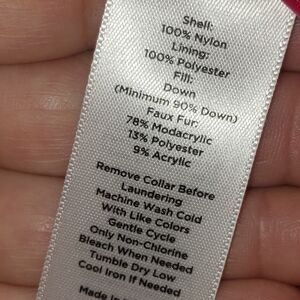 Shell:
100% Nylon
Lining:
100% Polyester
Fill:
Down
(Minimum 90% Down)
Faux Fur:
78% Modacrylic
13% Polyester
9% Acrylic
Remove Collar Before
Laundering
Machine Wash Cold
With Like Colors
Gentle Cycle
Only Non-Chlorine
Bleach When Needed
Tumble Dry Low
Cool Iron If Needed
Made in